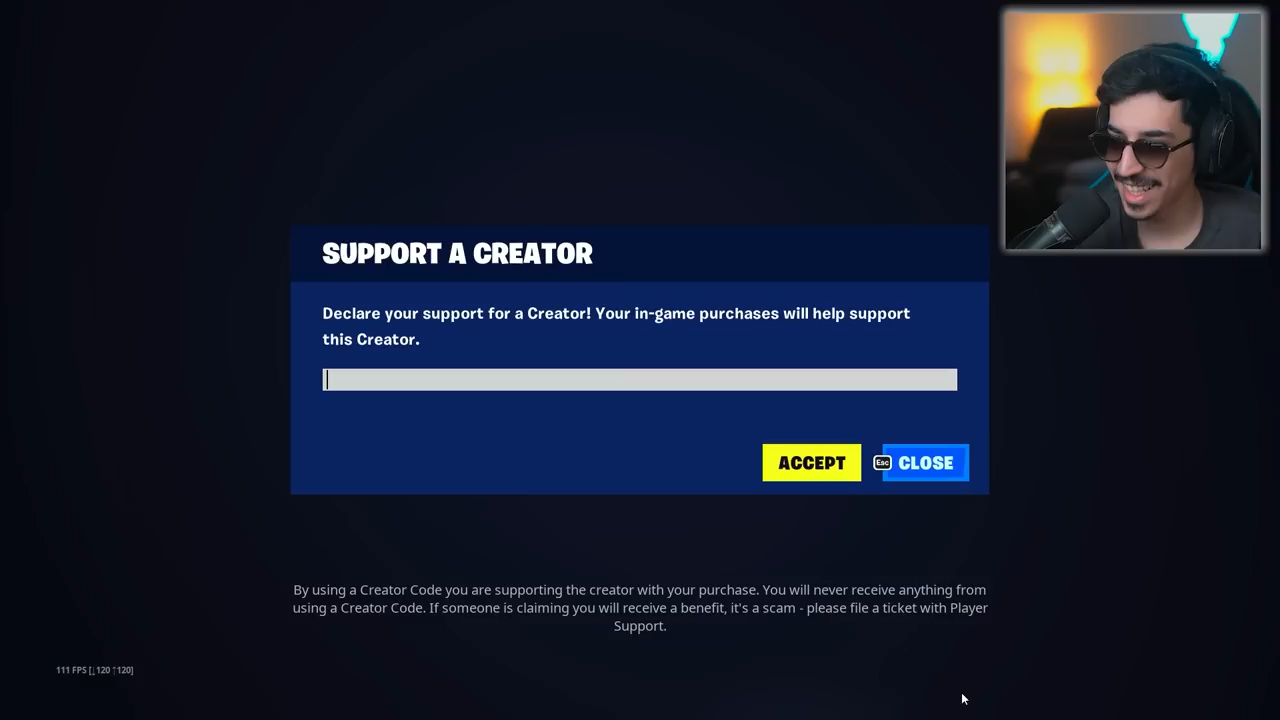 SUPPORT A CREATOR
Declare your support for a Creator! Your in-game purchases will help support
this Creator.
ACCEPT
Esc CLOSE
By using a Creator Code you are supporting the creator with your purchase. You will never receive anything from
using a Creator Code. If someone is claiming you will receive a benefit, it's a scam - please file a ticket with Player
Support.
111 FPS [↓120 ↑120]